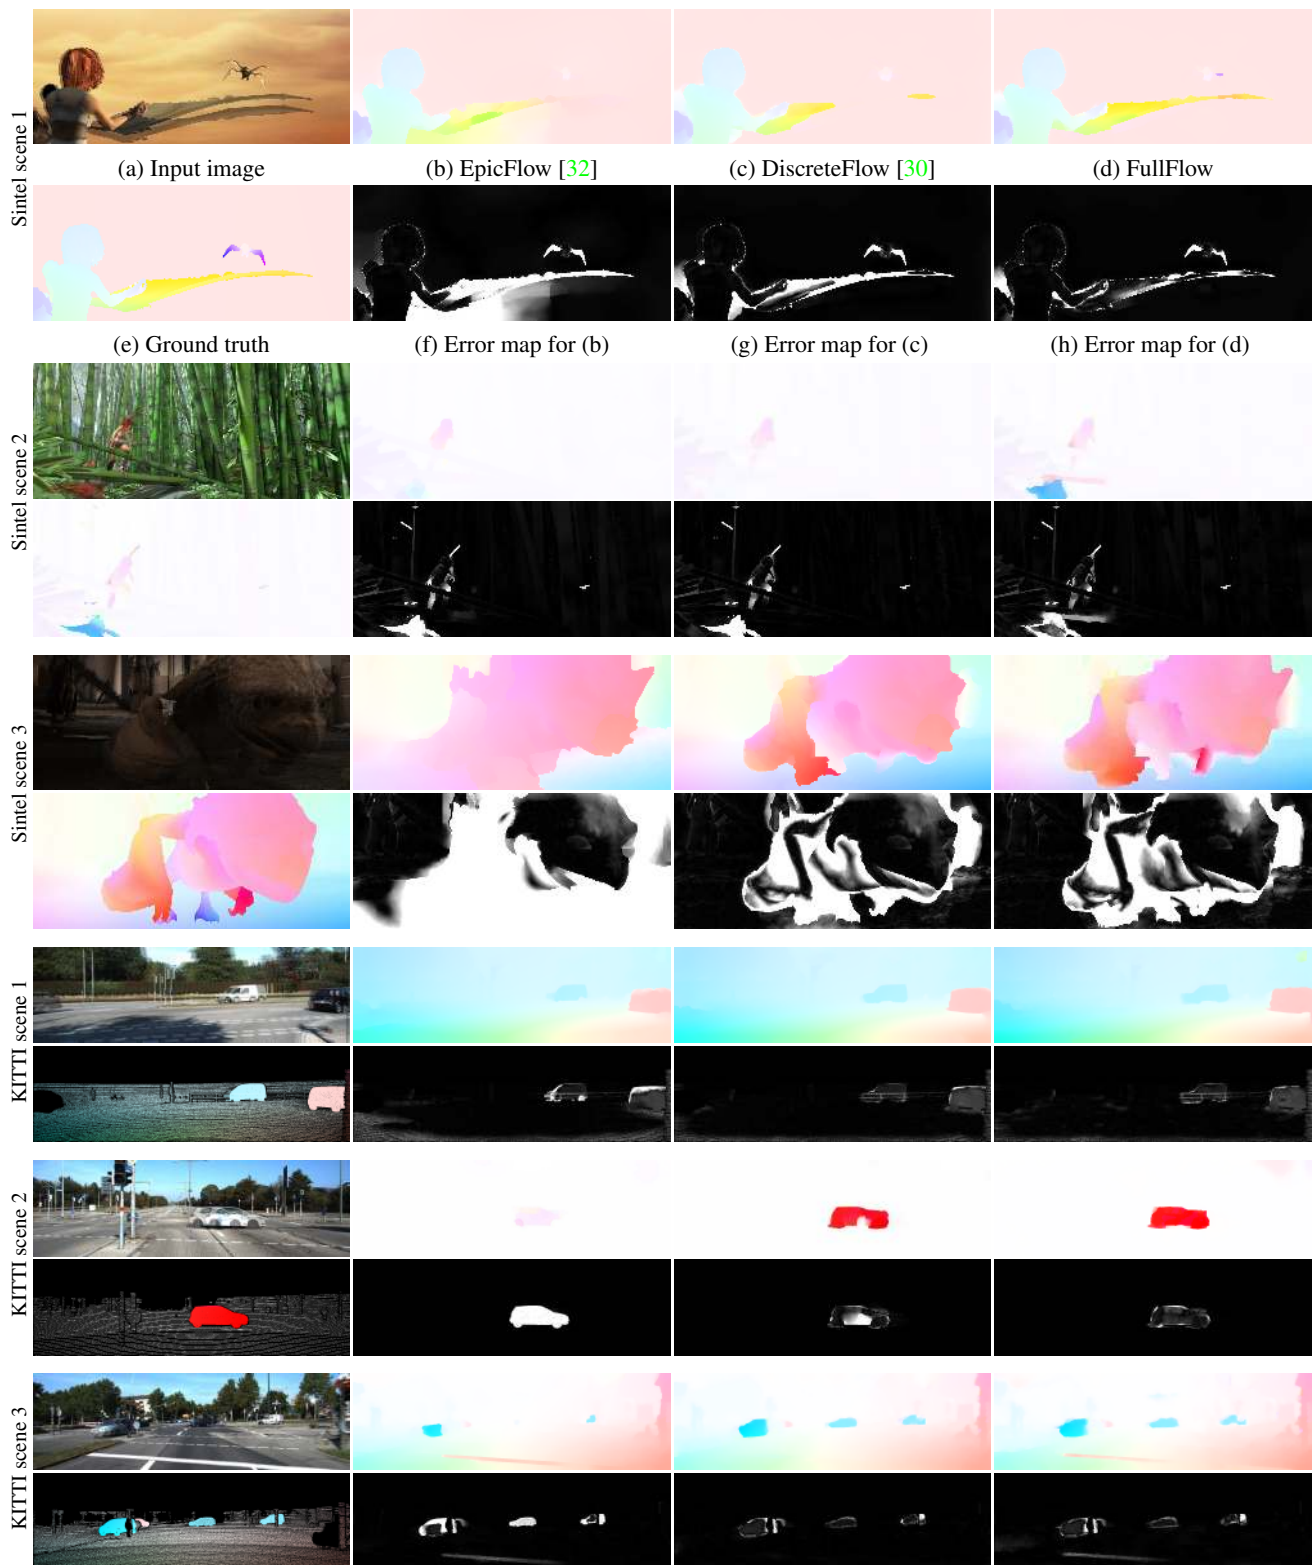 Sintel scene 1
(a) Input image
(b) EpicFlow [32]
(c) DiscreteFlow [30]
(d) FullFlow
(e) Ground truth
(f) Error map for (b)
(g) Error map for (c)
(h) Error map for (d)
Sintel scene 2
Sintel scene 3
KITTI scene 1
KITTI scene 2
KITTI scene 3